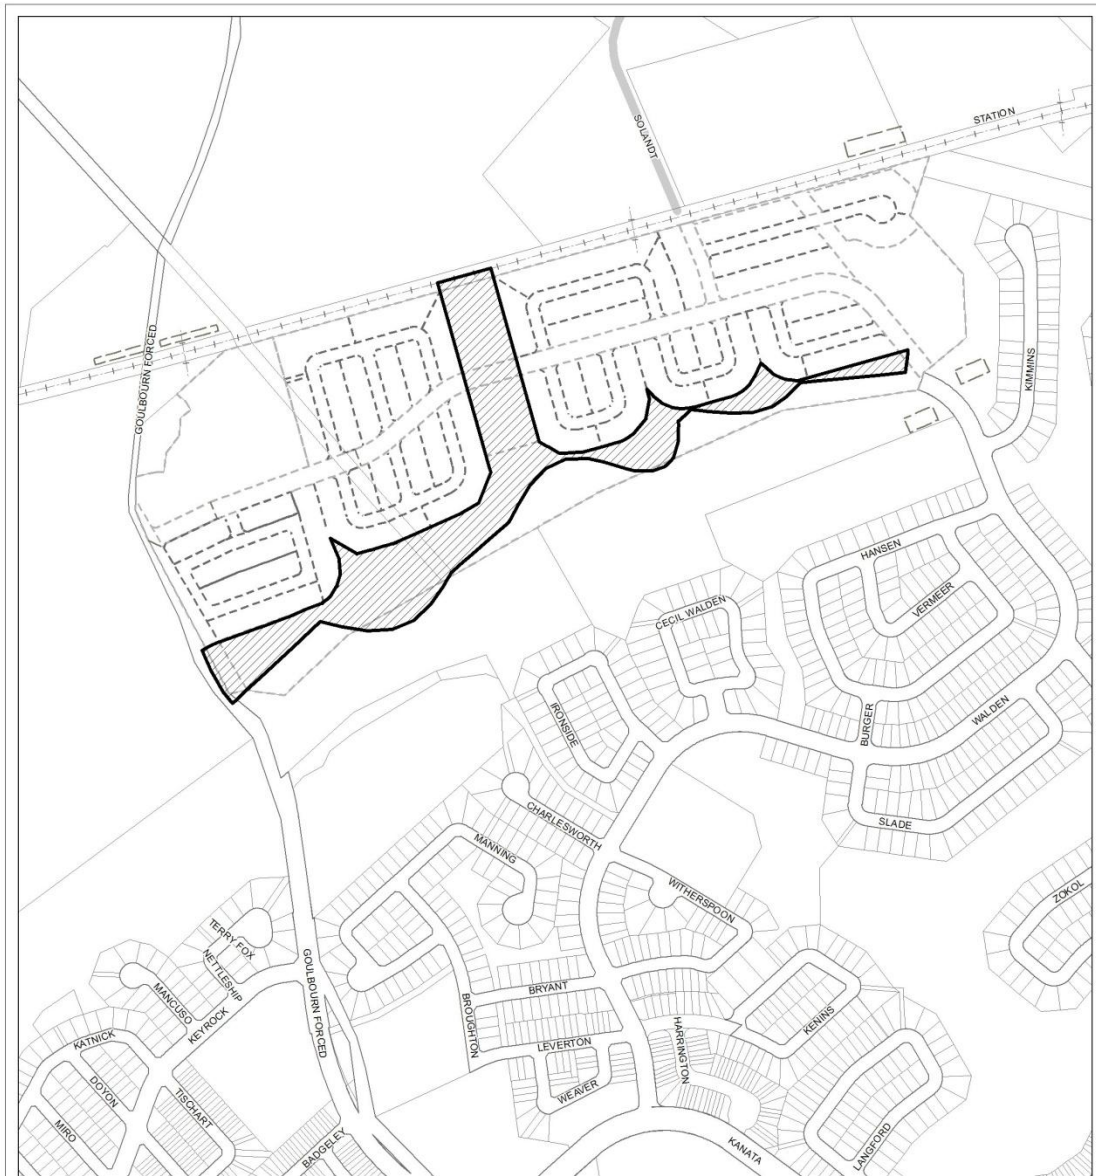 STATION
SOLANDT
GOULBOURN FORCED
KIMMINS
HANSEN
VERMEER
CECIL WALDEN
IRONSIDE
BURGER
WALDEN
CHARLESWORTH
SLADE
MANNING
WITHERSPOON
ZOKOL
TERRY FOX
NETTLESHIP
MANCUSO
KEYROCK
GOULBOURN FORCED
BROUGHTON
BRYANT
KENINS
KATNICK
LEVERTON
HARRINGTON
DOYON
TISCHART
WEAVER
MIRO
BADGELEY
KANATA
LANGFORD